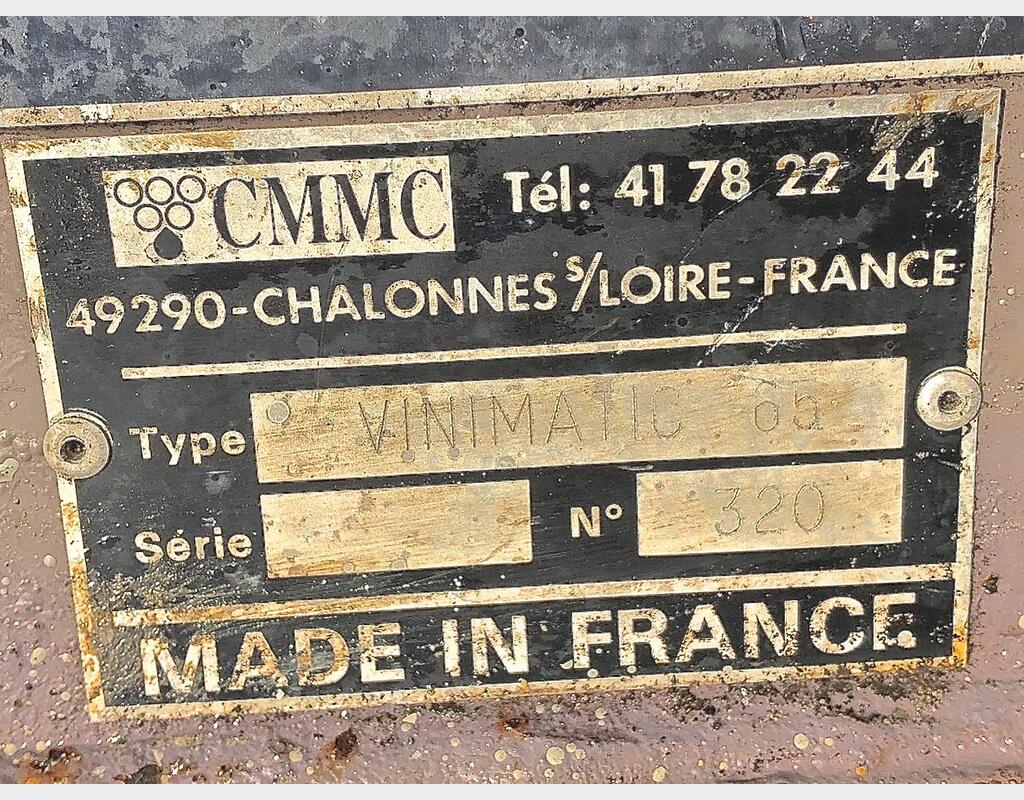 CMMC
Tél: 41 78 22 44
49290-CHALONNES S/LOIRE-FRANCE
Type VINIMATIC 65
Série
N° 320
MADE IN FRANCE